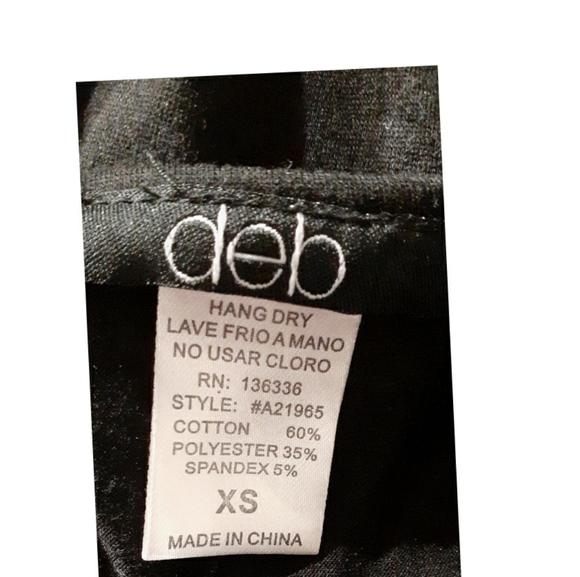 deb
HANG DRY
LAVE FRIO A MANO
NO USAR CLORO
RN: 136336
STYLE: #A21965
COTTON 60%
POLYESTER 35%
SPANDEX 5%
XS
MADE IN CHINA